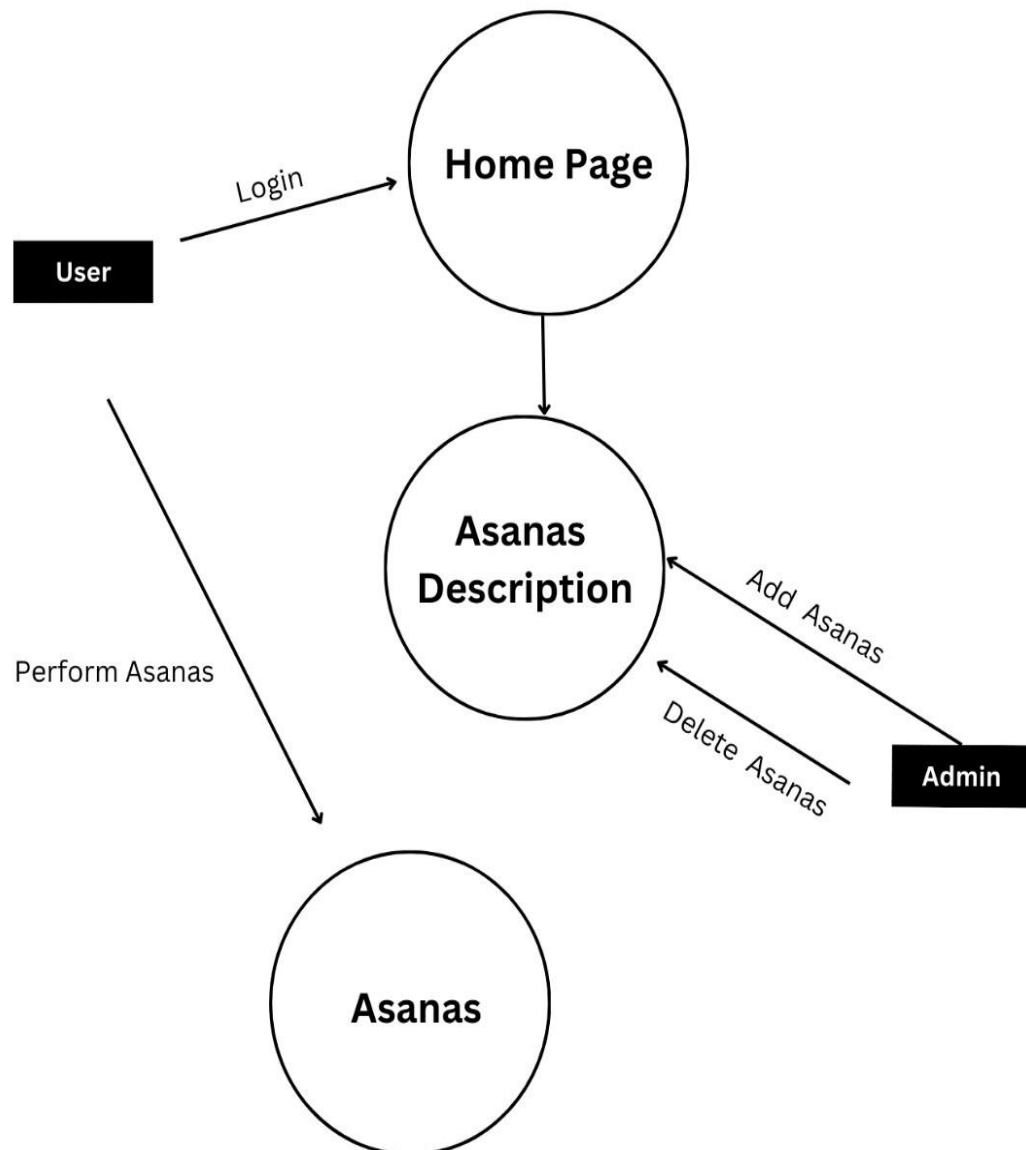 Home Page
Login
User
Asanas
Description
Add Asanas
Perform Asanas
Delete Asanas
Admin
Asanas